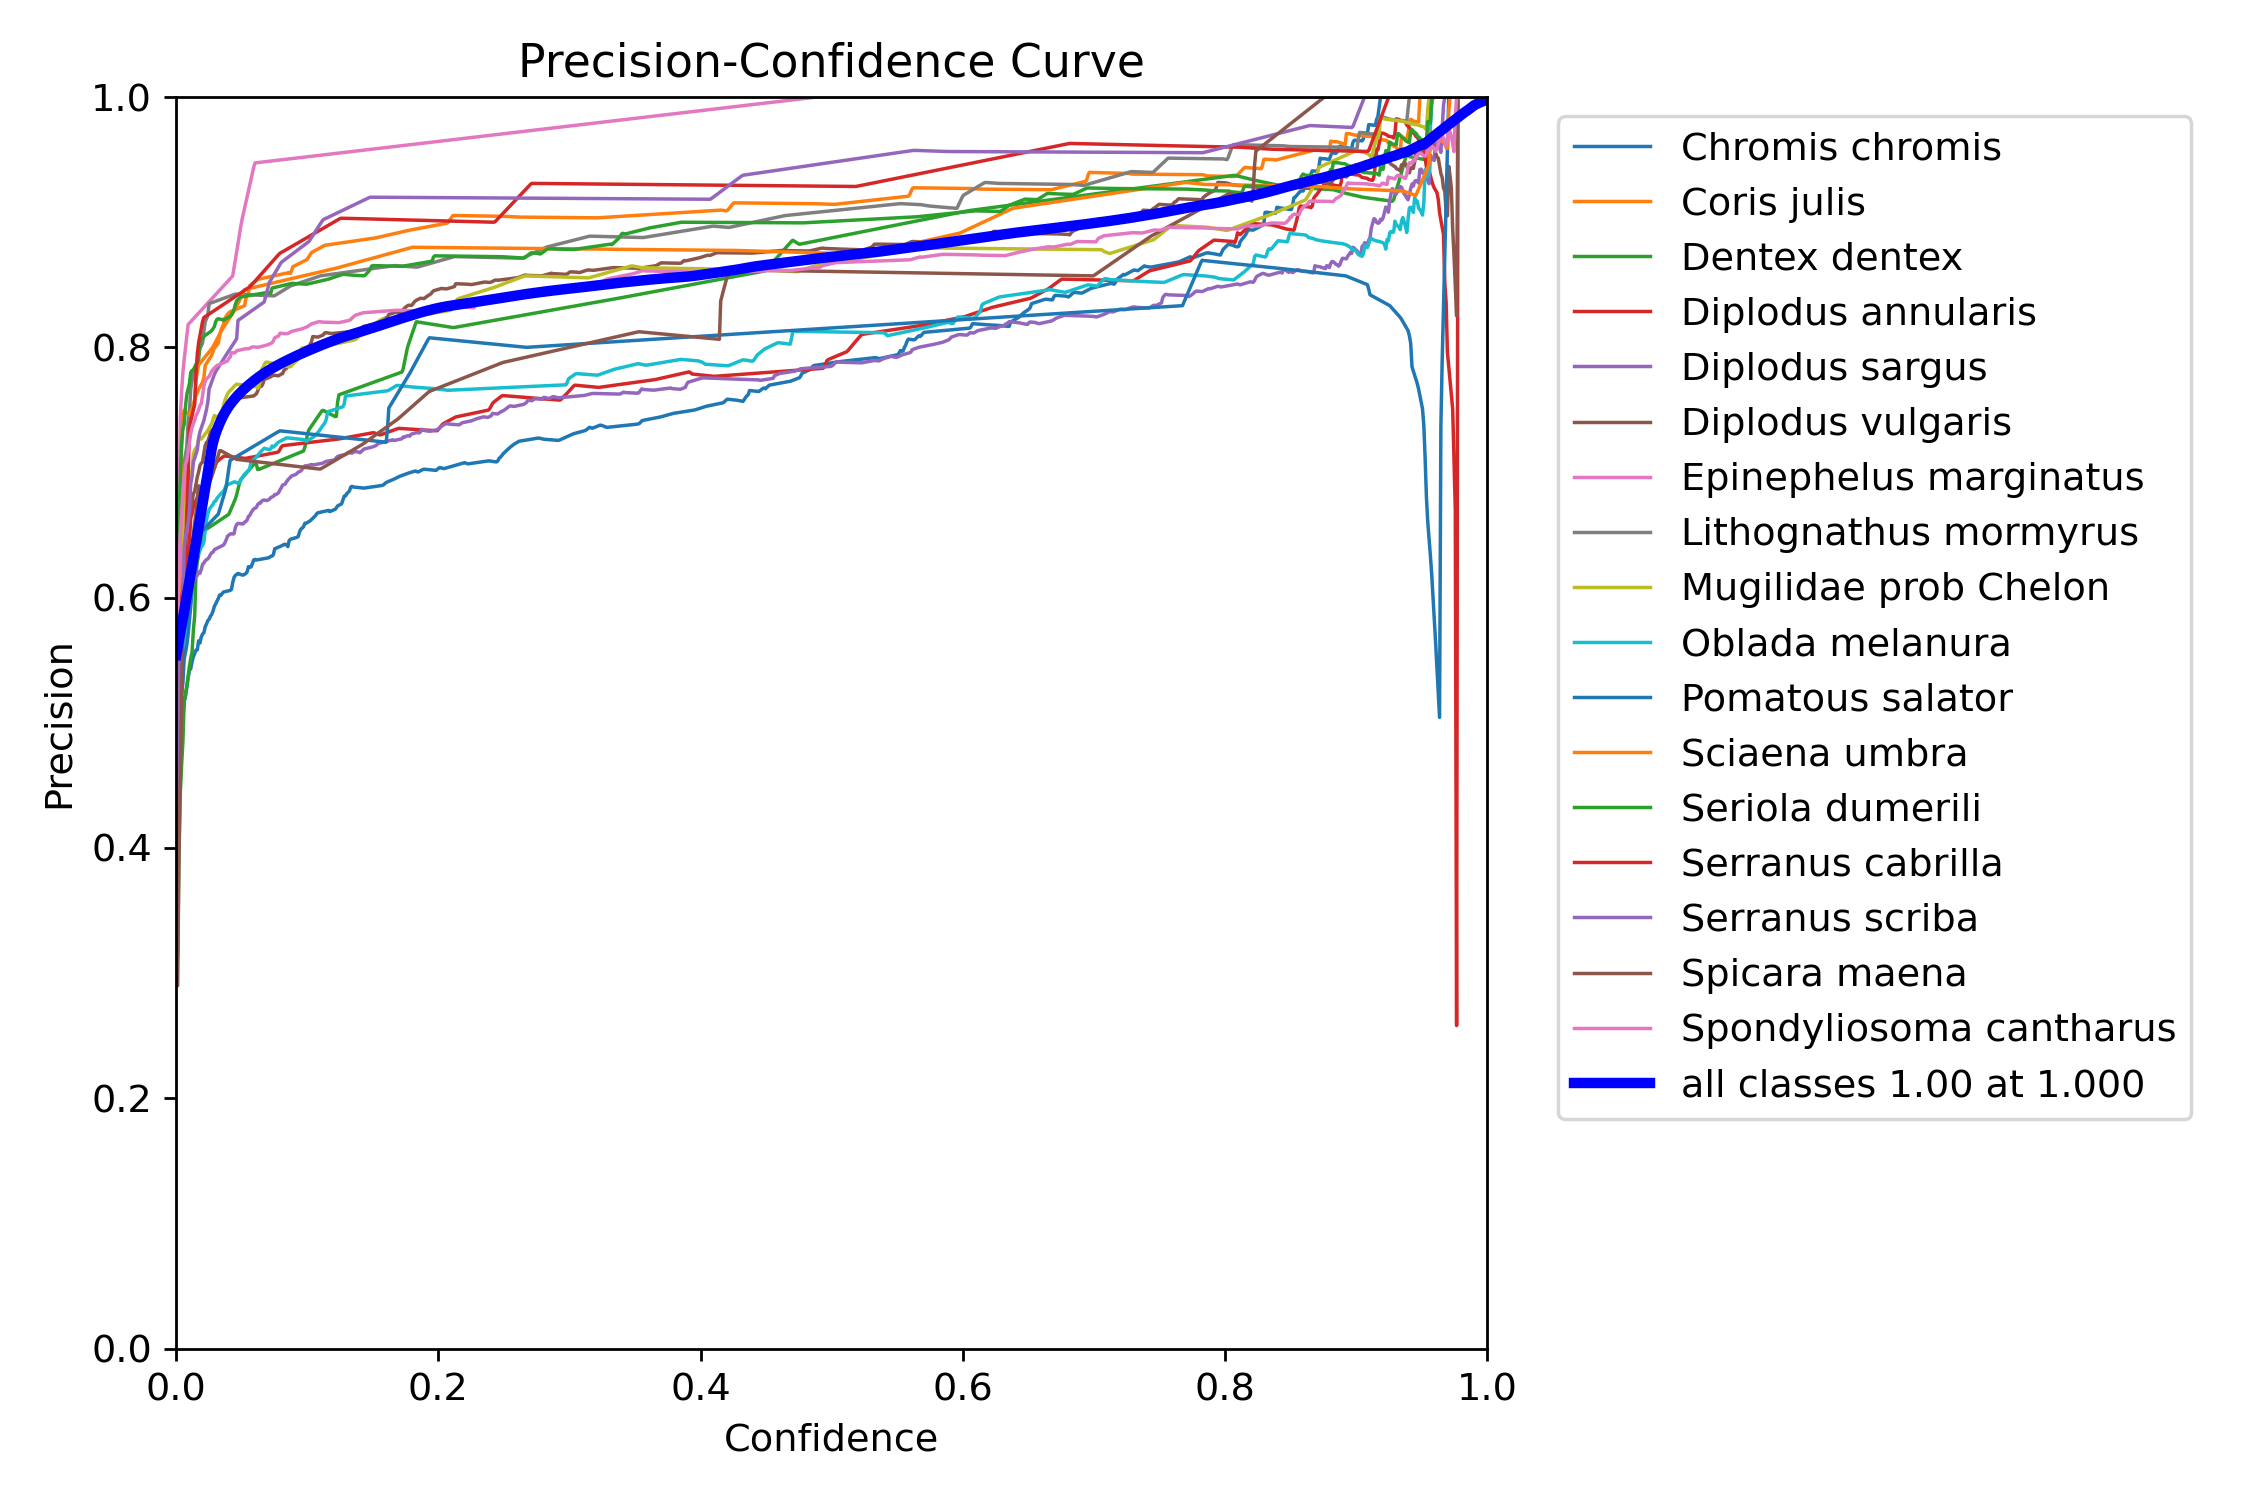 Precision-Confidence Curve
1.0
0.8
0.6
0.4
0.2
0.0
Precision
0.0 0.2 0.4 0.6 0.8 1.0
Confidence
Chromis chromis
Coris julis
Dentex dentex
Diplodus annularis
Diplodus sargus
Diplodus vulgaris
Epinephelus marginatus
Lithognathus mormyrus
Mugilidae prob Chelon
Oblada melanura
Pomatous salator
Sciaena umbra
Seriola dumerili
Serranus cabrilla
Serranus scriba
Spicara maena
Spondyliosoma cantharus
all classes 1.00 at 1.000